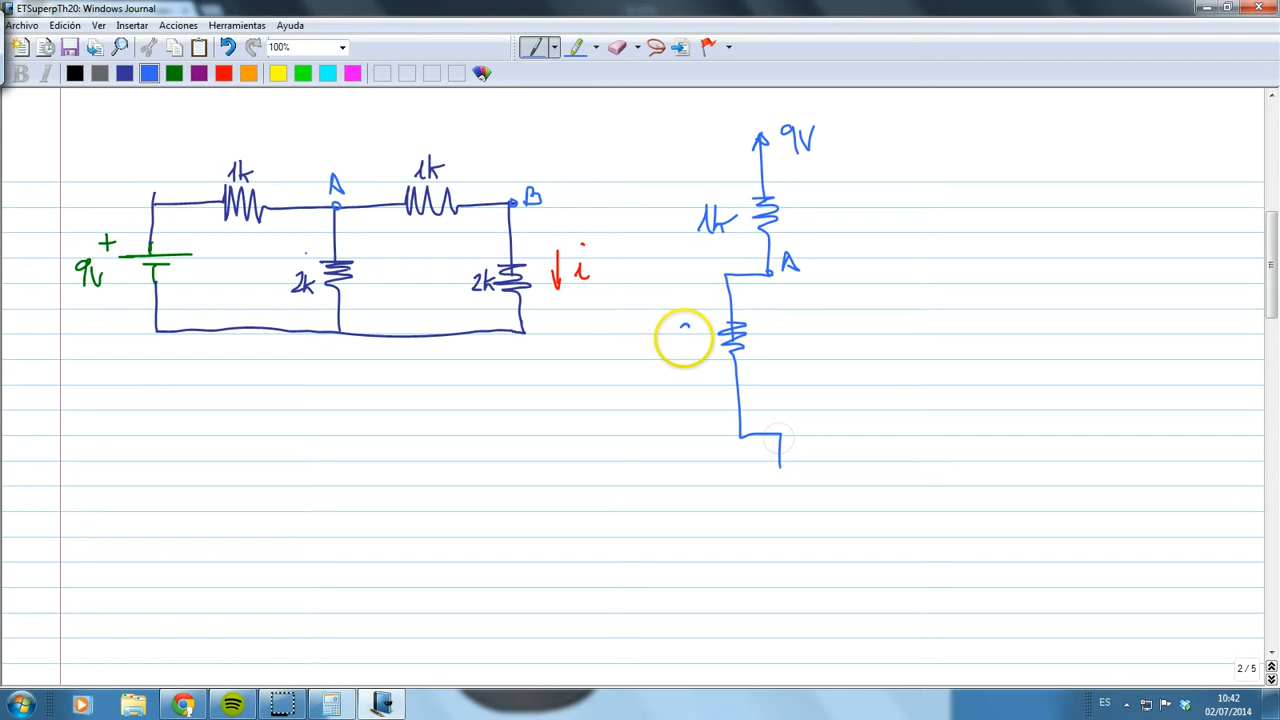 ETSuperpTh20: Windows Journal
Archivo Edición Ver Insertar Acciones Herramientas Ayuda
100%
B I
1k 1k
A B
+
9V
2k 2k
i
9V
1k
A
2 / 5
ES
10:42
02/07/2014